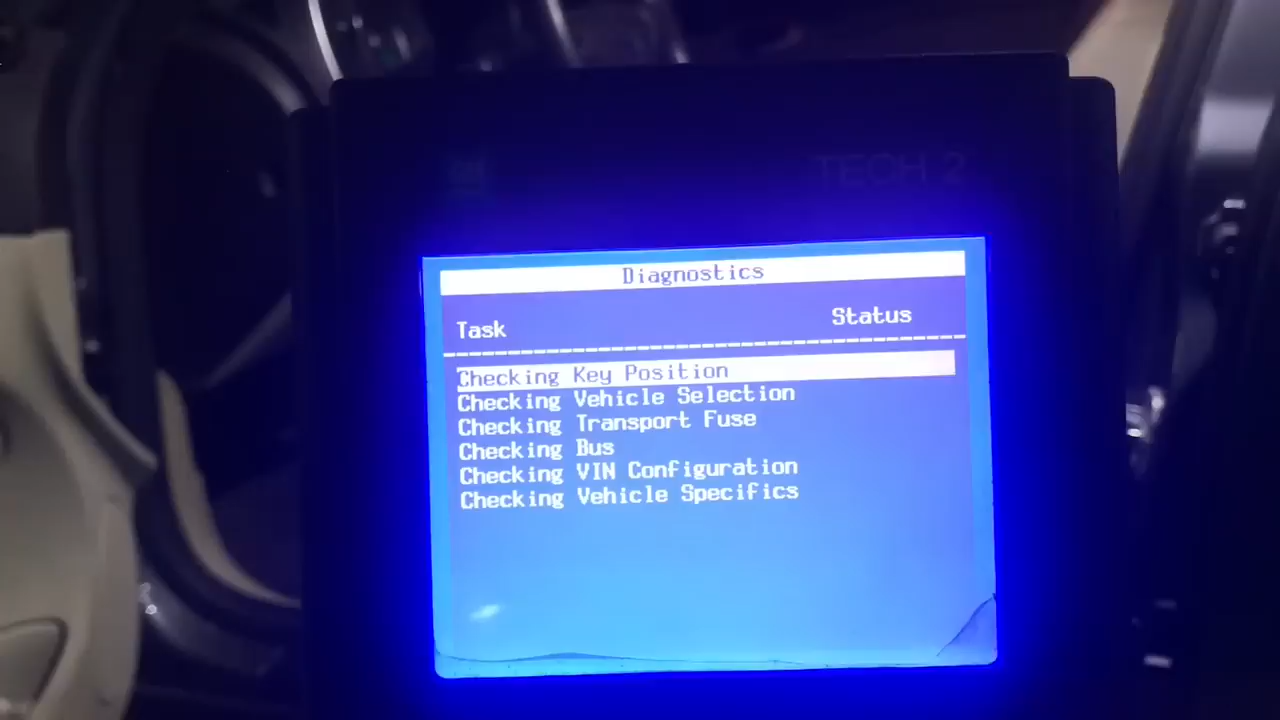 TECH 2
Diagnostics
Task Status
Checking Key Position
Checking Vehicle Selection
Checking Transport Fuse
Checking Bus
Checking VIN Configuration
Checking Vehicle Specifics